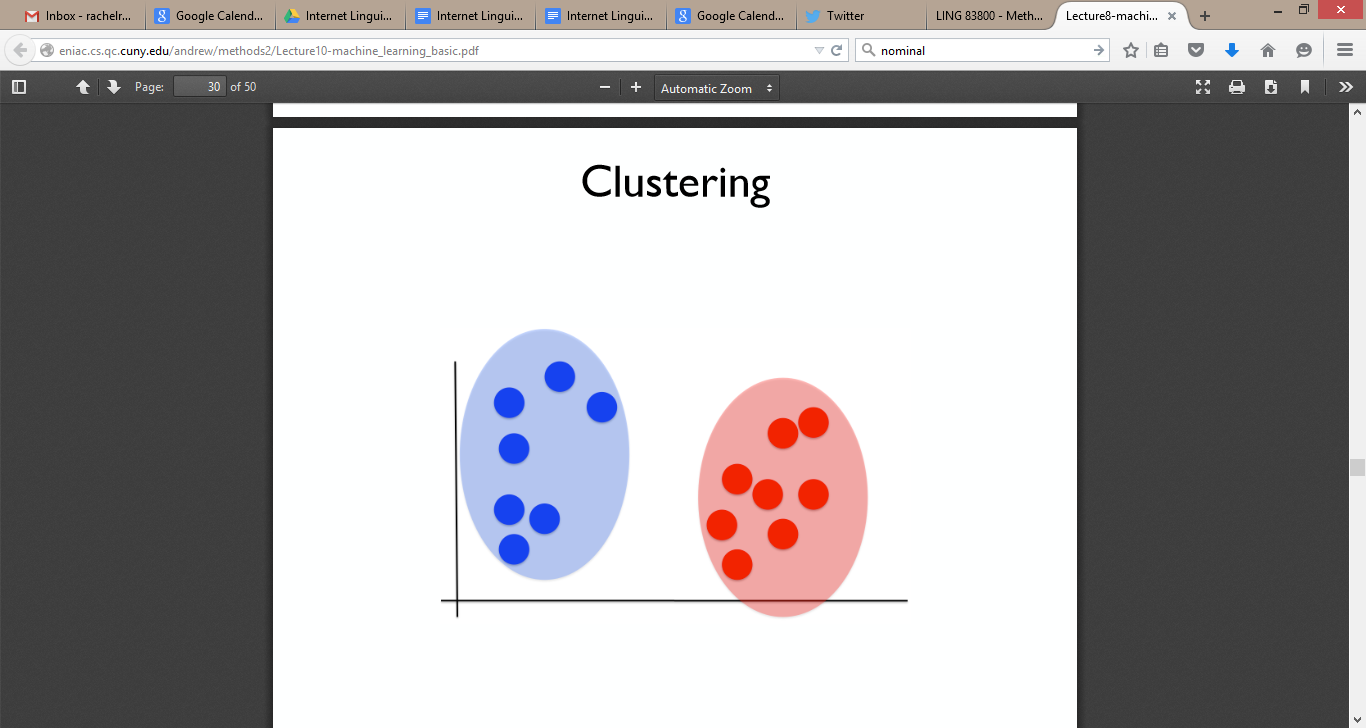 Inbox - rachelr... Google Calend... Internet Lingui... Internet Lingui... Internet Lingui... Google Calend... Twitter LING 83800 - Meth... Lecture8-machi...
eniac.cs.qc.cuny.edu/andrew/methods2/Lecture10-machine_learning_basic.pdf nominal
Page: 30 of 50 Automatic Zoom
Clustering